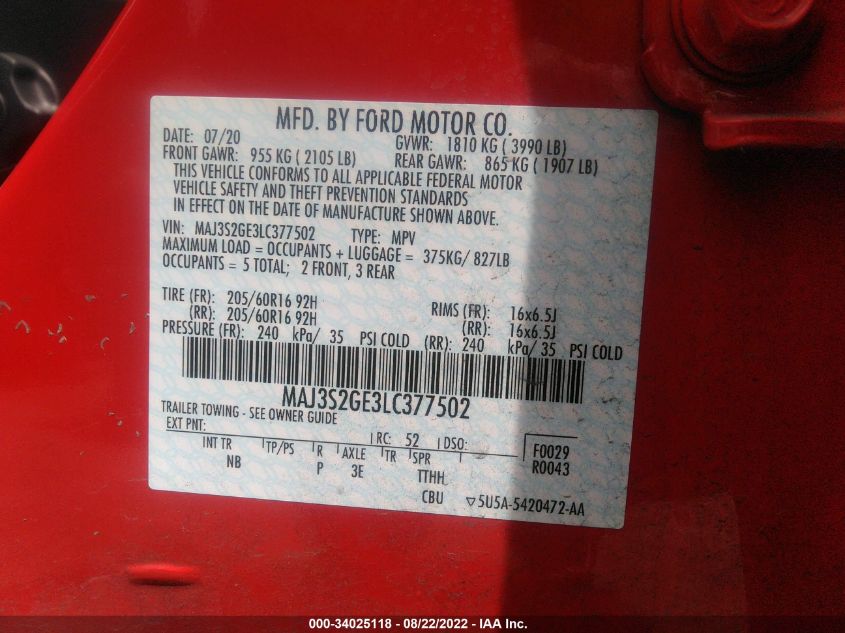 MFD. BY FORD MOTOR CO.
DATE: 07/20 GVWR: 1810 KG ( 3990 LB)
FRONT GAWR: 955 KG ( 2105 LB) REAR GAWR: 865 KG ( 1907 LB)
THIS VEHICLE CONFORMS TO ALL APPLICABLE FEDERAL MOTOR
VEHICLE SAFETY AND THEFT PREVENTION STANDARDS
IN EFFECT ON THE DATE OF MANUFACTURE SHOWN ABOVE.
VIN: MAJ3S2GE3LC377502 TYPE: MPV
MAXIMUM LOAD = OCCUPANTS + LUGGAGE = 375KG/ 827LB
OCCUPANTS = 5 TOTAL; 2 FRONT, 3 REAR
TIRE (FR): 205/60R16 92H RIMS (FR): 16x6.5J
(RR): 205/60R16 92H (RR): 16x6.5J
PRESSURE (FR): 240 kPa/ 35 PSI COLD (RR): 240 kPa/ 35 PSI COLD
MAJ3S2GE3LC377502
TRAILER TOWING - SEE OWNER GUIDE
EXT PNT: RC: 52 DSO: F0029
INT TR TP/PS R AXLE TR SPR R0043
NB P 3E TTHH
CBU 5U5A-5420472-AA
000-34025118 - 08/22/2022 - IAA Inc.